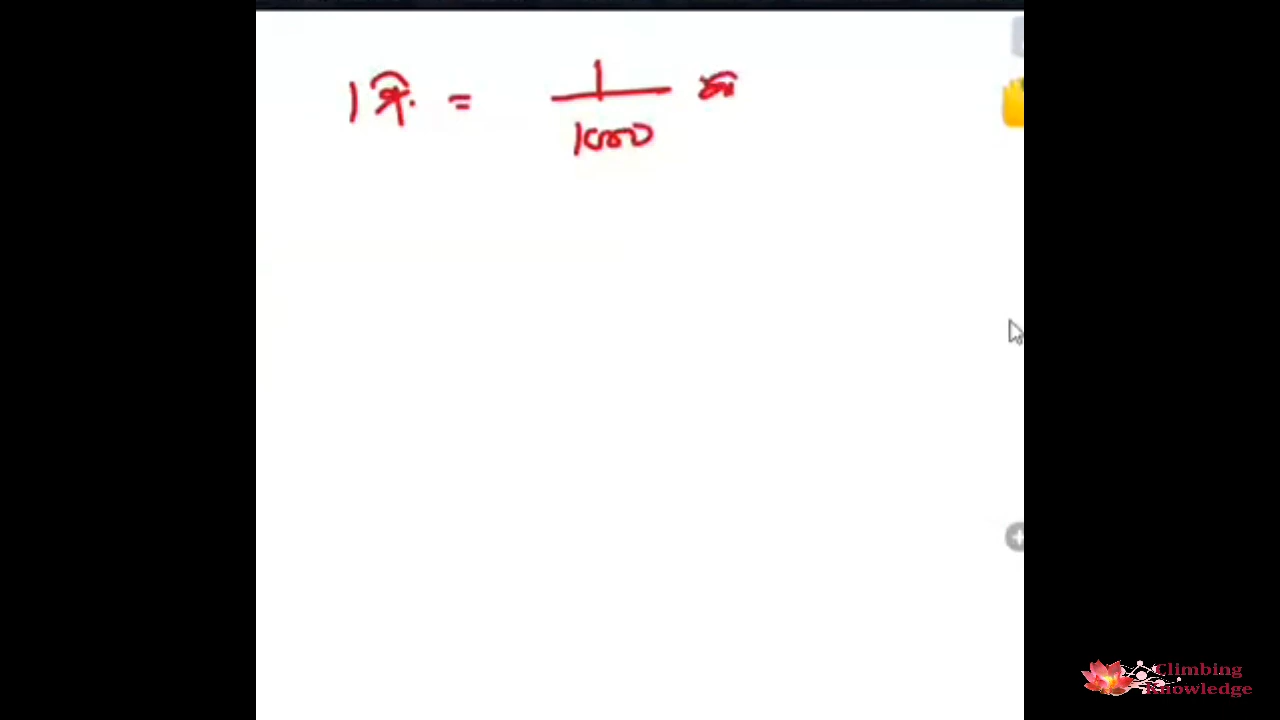 1 = 1/1000
Climbing
Knowledge